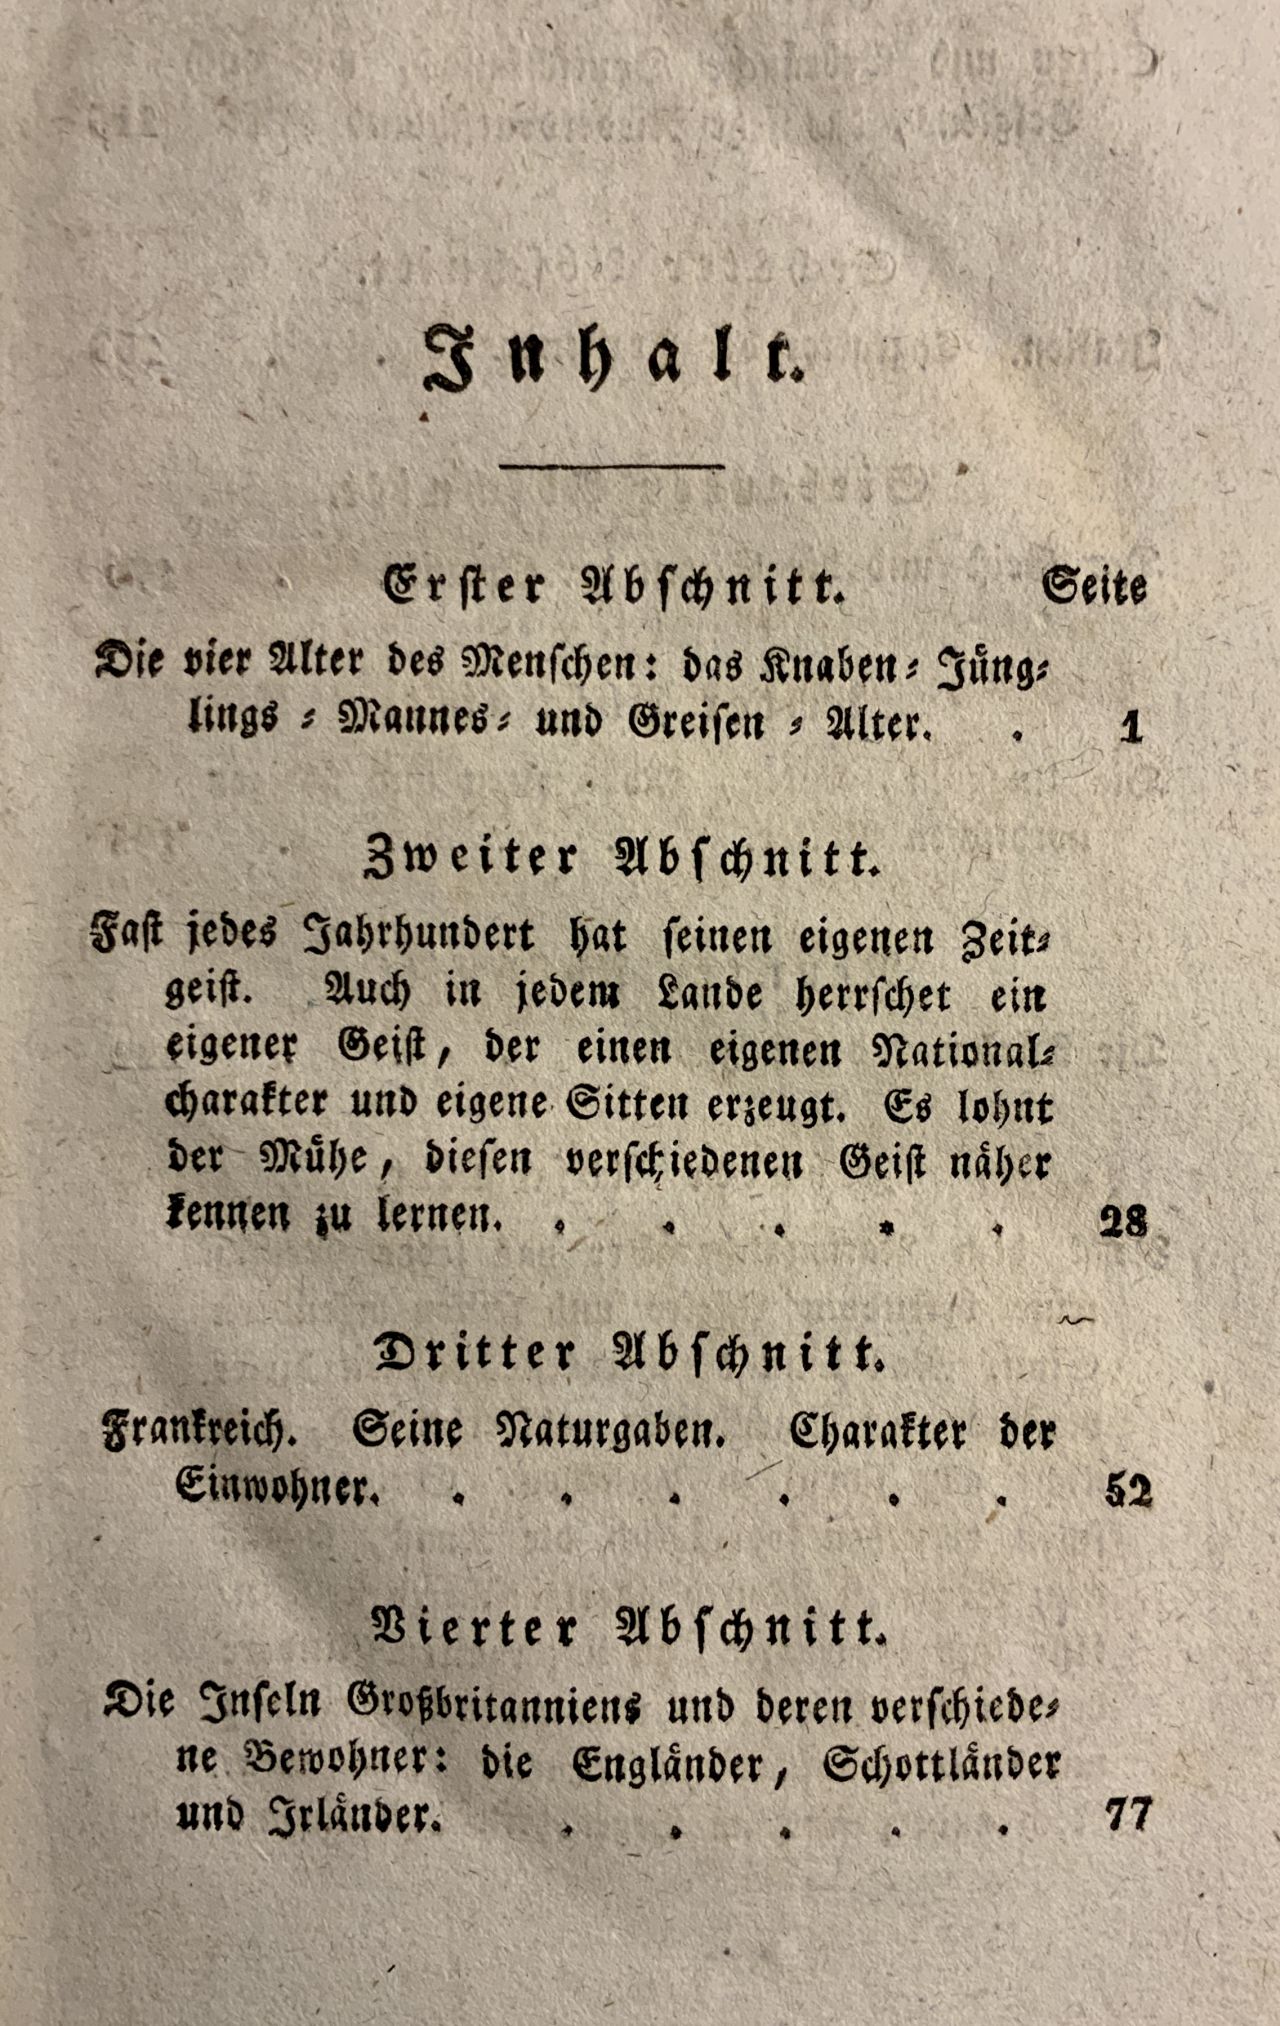 Inhalt.
Erster Abschnitt. Seite
Die vier Alter des Menschen: das Knaben- Jüng-
lings - Mannes- und Greisen - Alter. . 1
Zweiter Abschnitt.
Fast jedes Jahrhundert hat seinen eigenen Zeit-
geist. Auch in jedem Lande herrschet ein
eigener Geist, der einen eigenen National-
charakter und eigene Sitten erzeugt. Es lohnt
der Mühe, diesen verschiedenen Geist näher
kennen zu lernen. . . . . . 28
Dritter Abschnitt.
Frankreich. Seine Naturgaben. Charakter der
Einwohner. . . . . . . 52
Vierter Abschnitt.
Die Inseln Großbritanniens und deren verschiede-
ne Bewohner: die Engländer, Schottländer
und Irländer. . . . . . 77